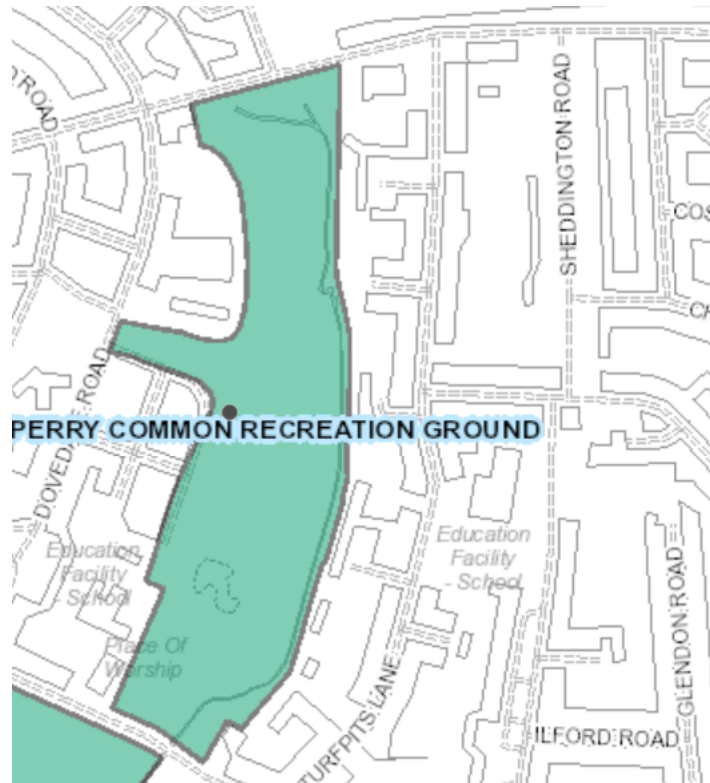 ROAD
SHEDDINGTON ROAD
COS
CH
DOVEDALE ROAD
PERRY COMMON RECREATION GROUND
Education
Facility
- School
Education
Facility
- School
Place Of
Worship
GLENDON ROAD
TURFPITS LANE
ILFORD ROAD